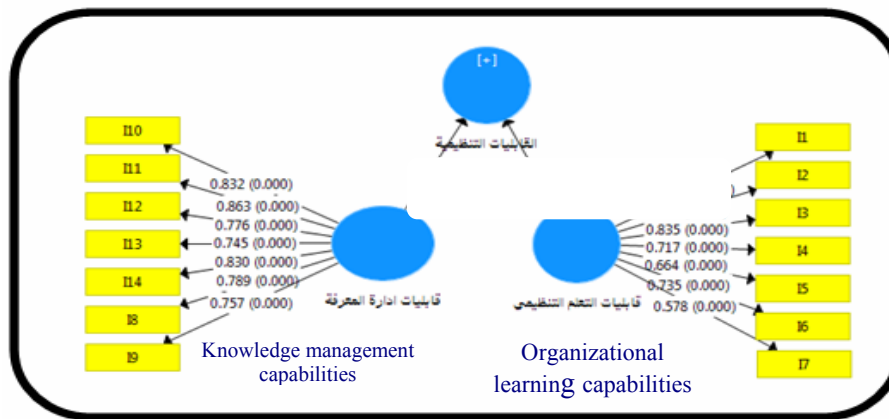 [+]
القابليات التنظيمية
I10
I11
I12
I13
I14
I8
I9
0.832 (0.000)
0.863 (0.000)
0.776 (0.000)
0.745 (0.000)
0.830 (0.000)
0.789 (0.000)
0.757 (0.000)
قابليات ادارة المعرفة
Knowledge management
capabilities
I1
I2
I3
I4
I5
I6
I7
0.835 (0.000)
0.717 (0.000)
0.664 (0.000)
0.735 (0.000)
0.578 (0.000)
قابليات التعلم التنظيمي
Organizational
learning capabilities